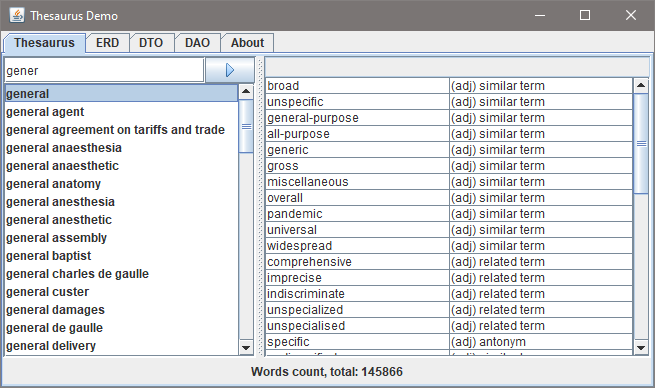 Thesaurus Demo
Thesaurus ERD DTO DAO About
gener
general
general agent
general agreement on tariffs and trade
general anaesthesia
general anaesthetic
general anatomy
general anesthesia
general anesthetic
general assembly
general baptist
general charles de gaulle
general custer
general damages
general de gaulle
general delivery
broad (adj) similar term
unspecific (adj) similar term
general-purpose (adj) similar term
all-purpose (adj) similar term
generic (adj) similar term
gross (adj) similar term
miscellaneous (adj) similar term
overall (adj) similar term
pandemic (adj) similar term
universal (adj) similar term
widespread (adj) similar term
comprehensive (adj) related term
imprecise (adj) related term
indiscriminate (adj) related term
unspecialized (adj) related term
unspecialised (adj) related term
specific (adj) antonym
Words count, total: 145866